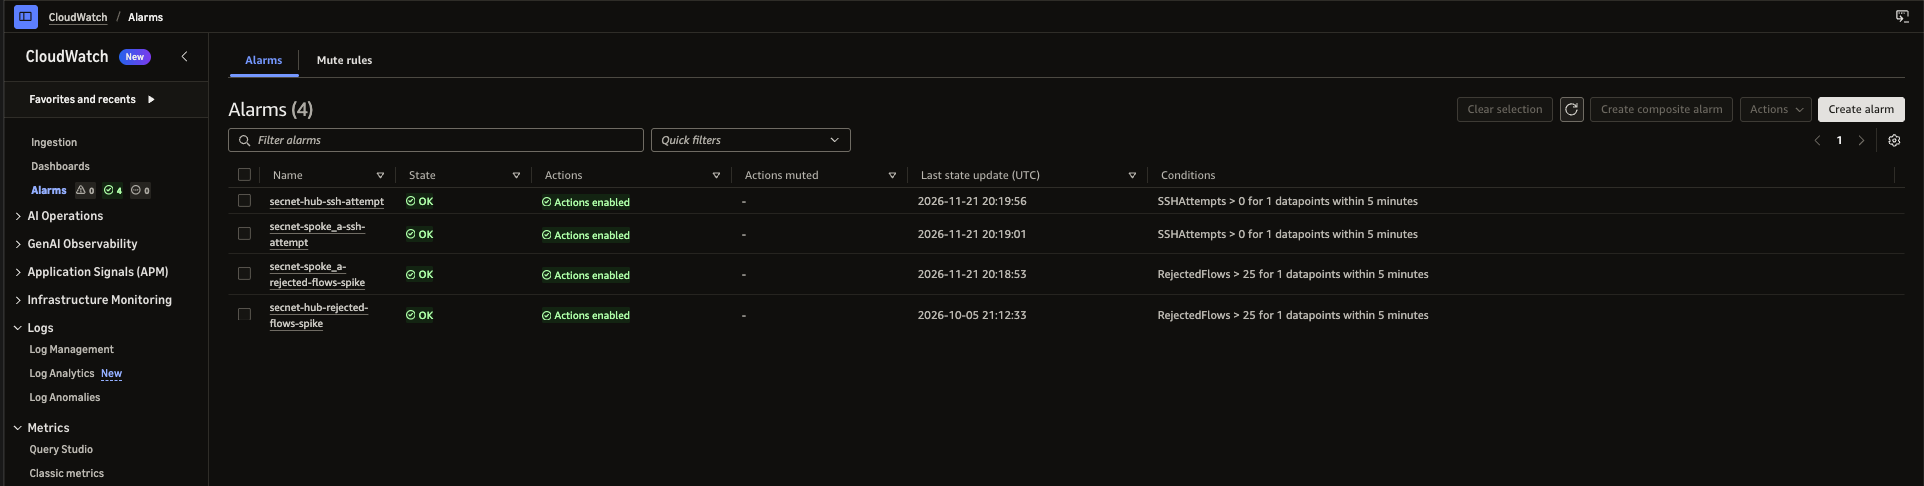 CloudWatch / Alarms
CloudWatch New
Favorites and recents
Ingestion
Dashboards
Alarms 0 4 0
AI Operations
GenAI Observability
Application Signals (APM)
Infrastructure Monitoring
Logs
Log Management
Log Analytics New
Log Anomalies
Metrics
Query Studio
Classic metrics
Alarms
Mute rules
Alarms (4)
Clear selection
Create composite alarm
Actions
Create alarm
Filter alarms
Quick filters
1
Name State Actions Actions muted Last state update (UTC) Conditions
secnet-hub-ssh-attempt OK Actions enabled - 2026-11-21 20:19:56 SSHAttempts > 0 for 1 datapoints within 5 minutes
secnet-spoke_a-ssh-
attempt
OK Actions enabled - 2026-11-21 20:19:01 SSHAttempts > 0 for 1 datapoints within 5 minutes
secnet-spoke_a-
rejected-flows-spike
OK Actions enabled - 2026-11-21 20:18:53 RejectedFlows > 25 for 1 datapoints within 5 minutes
secnet-hub-rejected-
flows-spike
OK Actions enabled - 2026-10-05 21:12:33 RejectedFlows > 25 for 1 datapoints within 5 minutes